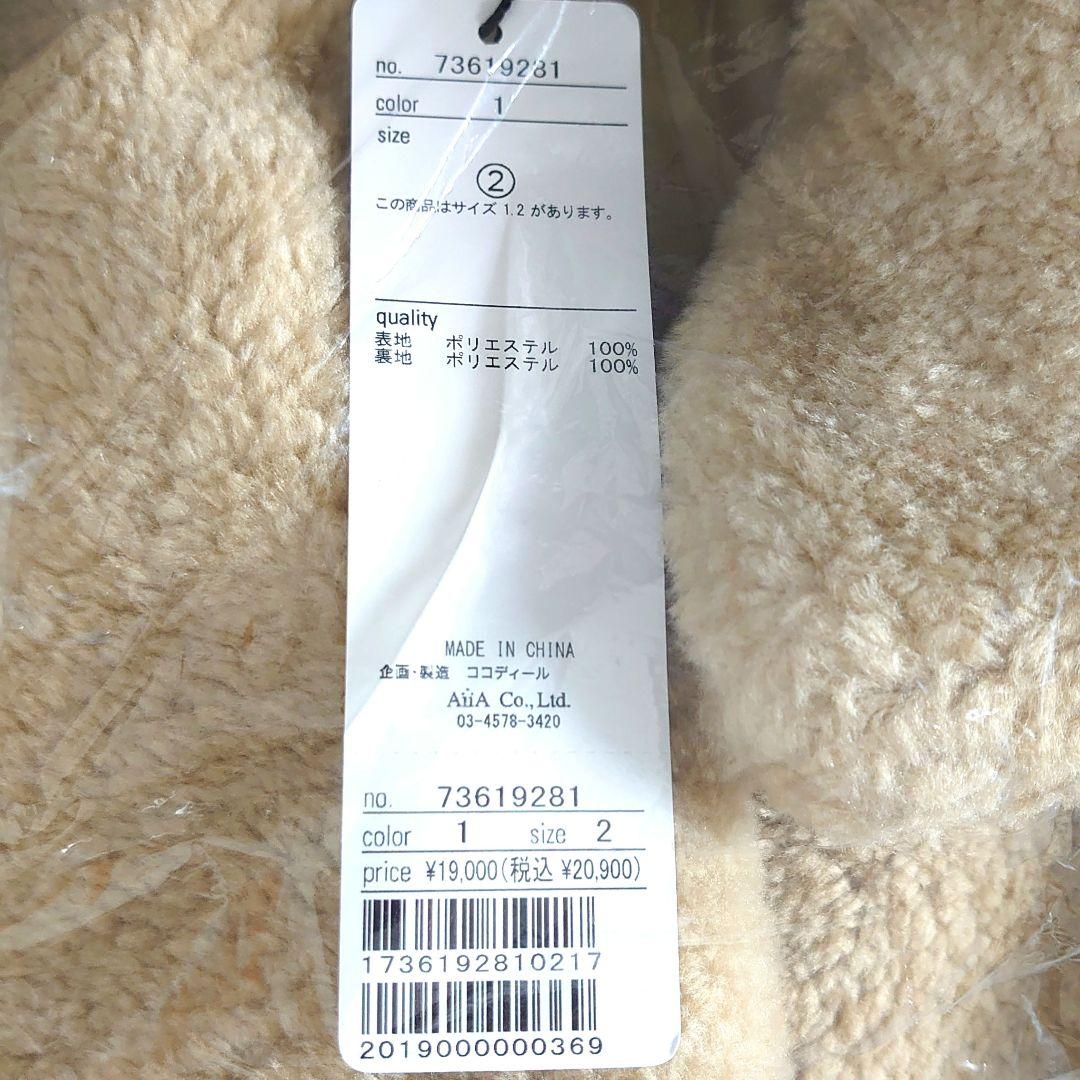 no. 73619281
color 1
size
②
この商品はサイズ 1.2 があります。
quality
表地 ポリエステル 100%
裏地 ポリエステル 100%
MADE IN CHINA
企画・製造 ココディール
AiiA Co., Ltd.
03-4578-3420
no. 73619281
color 1 size 2
price ¥19,000(税込 ¥20,900)
1736192810217
2019000000369